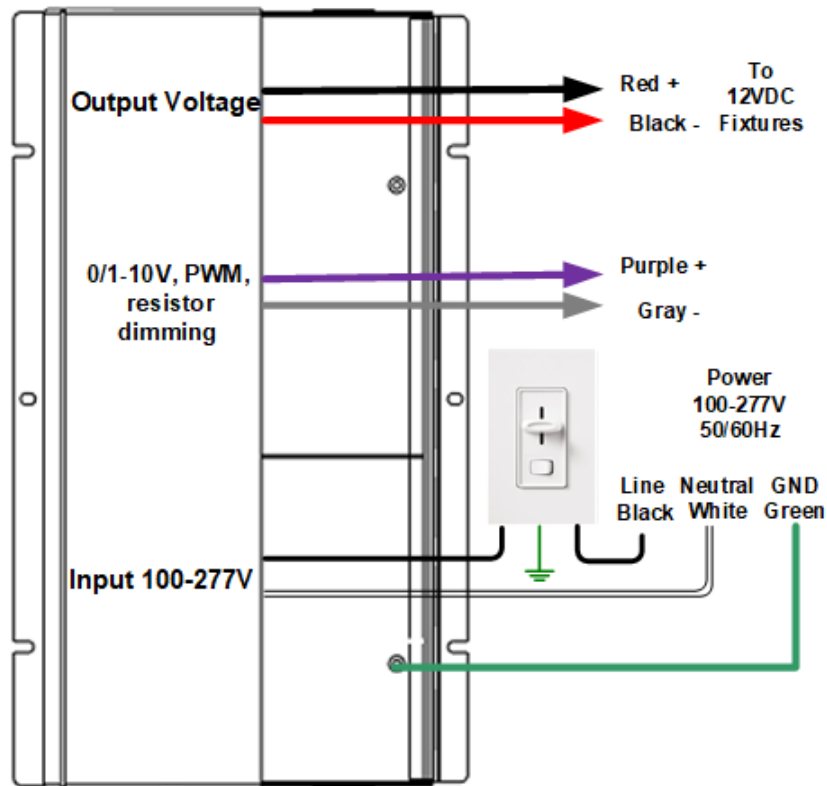 Output Voltage
Red +
To
12VDC
Fixtures
Black -
0/1-10V, PWM,
resistor
dimming
Purple +
Gray -
Power
100-277V
50/60Hz
Line
Black
Neutral
White
GND
Green
Input 100-277V